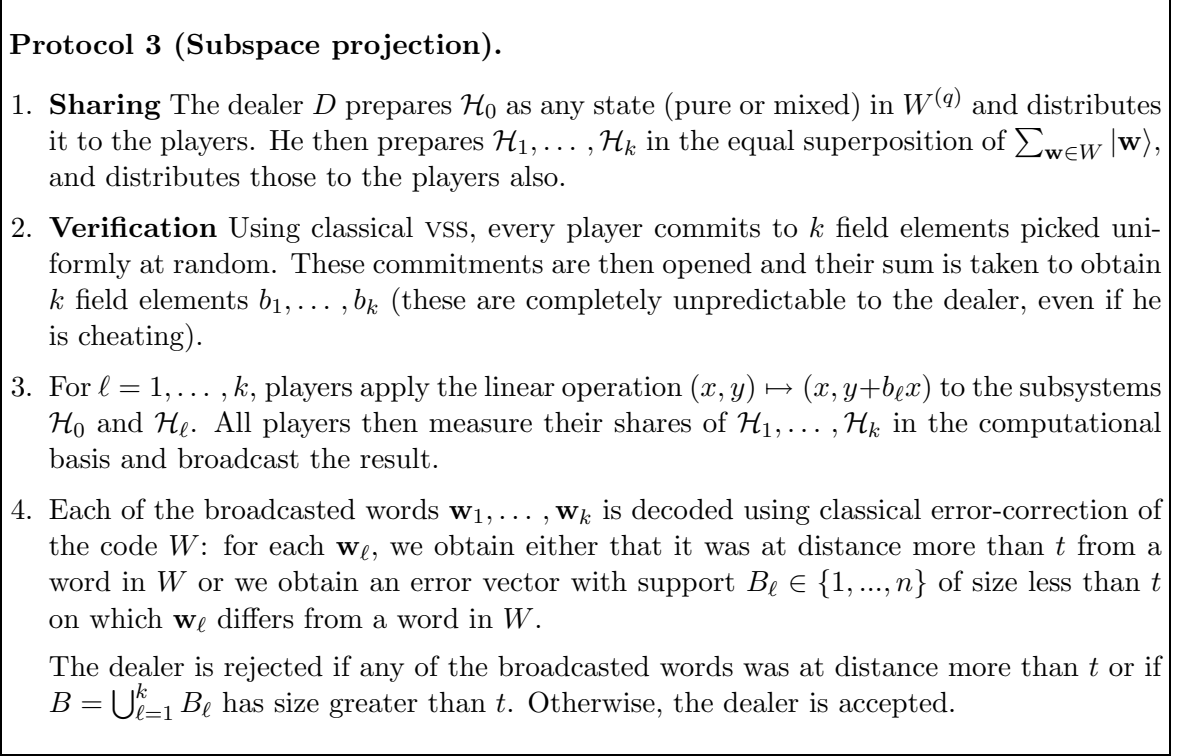 Protocol 3 (Subspace projection).
1. Sharing The dealer D prepares ℋ₀ as any state (pure or mixed) in W⁽q⁾ and distributes
it to the players. He then prepares ℋ₁, . . . , ℋₖ in the equal superposition of ∑_{w∈W} |w⟩,
and distributes those to the players also.
2. Verification Using classical VSS, every player commits to k field elements picked uni-
formly at random. These commitments are then opened and their sum is taken to obtain
k field elements b₁, . . . , bₖ (these are completely unpredictable to the dealer, even if he
is cheating).
3. For ℓ = 1, . . . , k, players apply the linear operation (x, y) ↦ (x, y+b_ℓx) to the subsystems
ℋ₀ and ℋ_ℓ. All players then measure their shares of ℋ₁, . . . , ℋₖ in the computational
basis and broadcast the result.
4. Each of the broadcasted words w₁, . . . , wₖ is decoded using classical error-correction of
the code W: for each w_ℓ, we obtain either that it was at distance more than t from a
word in W or we obtain an error vector with support B_ℓ ∈ {1, ..., n} of size less than t
on which w_ℓ differs from a word in W.
The dealer is rejected if any of the broadcasted words was at distance more than t or if
B = ⋃_{ℓ=1}^{k} B_ℓ has size greater than t. Otherwise, the dealer is accepted.